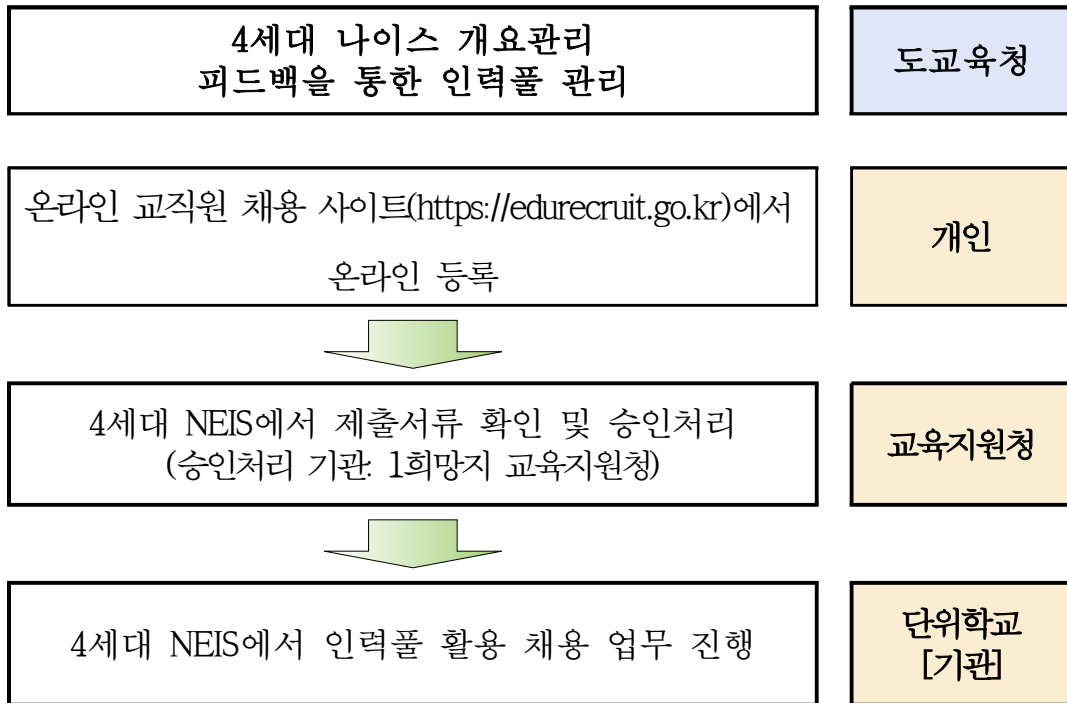 4세대 나이스 개요관리
피드백을 통한 인력풀 관리
도교육청
온라인 교직원 채용 사이트(https://edurecruit.go.kr)에서
온라인 등록
개인
4세대 NEIS에서 제출서류 확인 및 승인처리
(승인처리 기관: 1희망지 교육지원청)
교육지원청
4세대 NEIS에서 인력풀 활용 채용 업무 진행
단위학교
[기관]